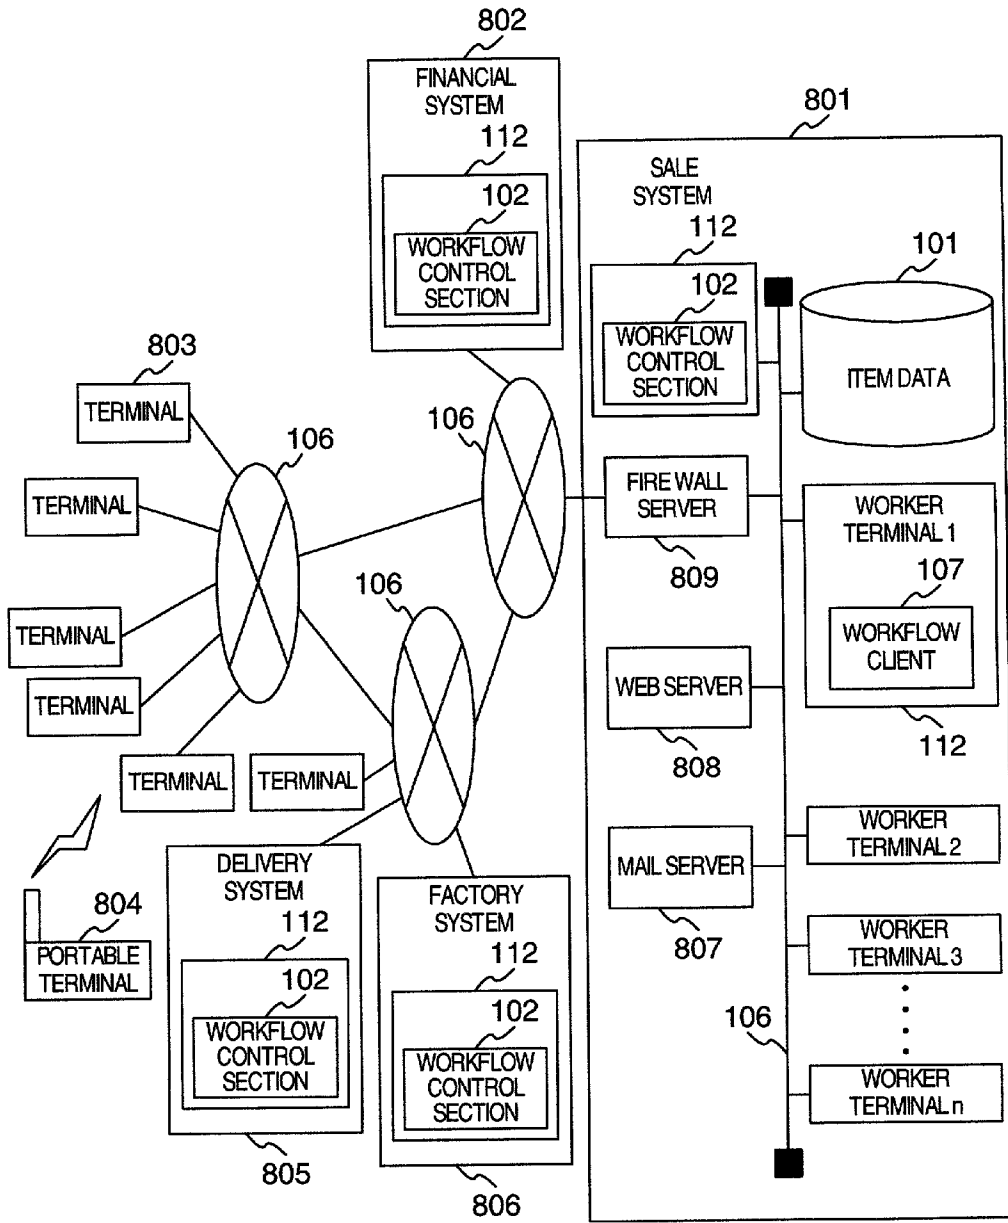 802
FINANCIAL
SYSTEM
112
102
WORKFLOW
CONTROL
SECTION
801
SALE
SYSTEM
112
102
WORKFLOW
CONTROL
SECTION
101
ITEM DATA
803
TERMINAL
106
106
TERMINAL
FIRE WALL
SERVER
809
WORKER
TERMINAL 1
107
WORKFLOW
CLIENT
112
106
TERMINAL
TERMINAL
WEB SERVER
808
TERMINAL
TERMINAL
WORKER
TERMINAL 2
MAIL SERVER
807
DELIVERY
SYSTEM
112
102
WORKFLOW
CONTROL
SECTION
805
FACTORY
SYSTEM
112
102
WORKFLOW
CONTROL
SECTION
806
804
PORTABLE
TERMINAL
WORKER
TERMINAL 3
106
WORKER
TERMINAL n